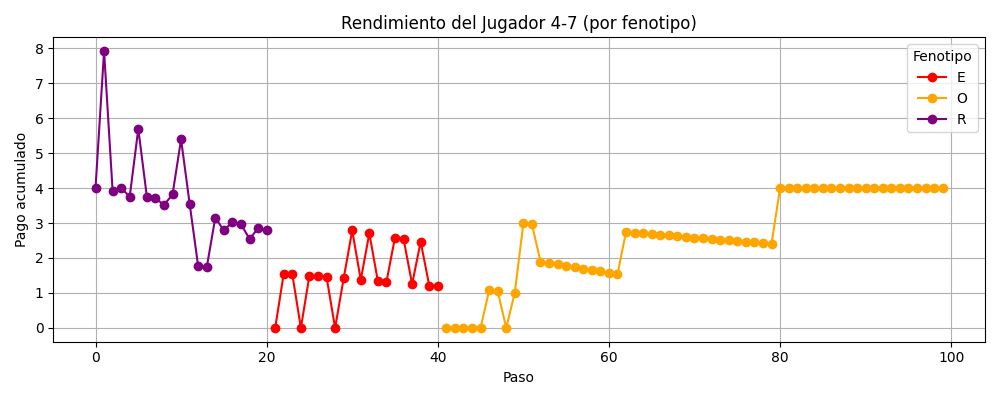 Rendimiento del Jugador 4-7 (por fenotipo)
Pago acumulado
8
7
6
5
4
3
2
1
0
Fenotipo
E
O
R
0
20
40
60
80
100
Paso